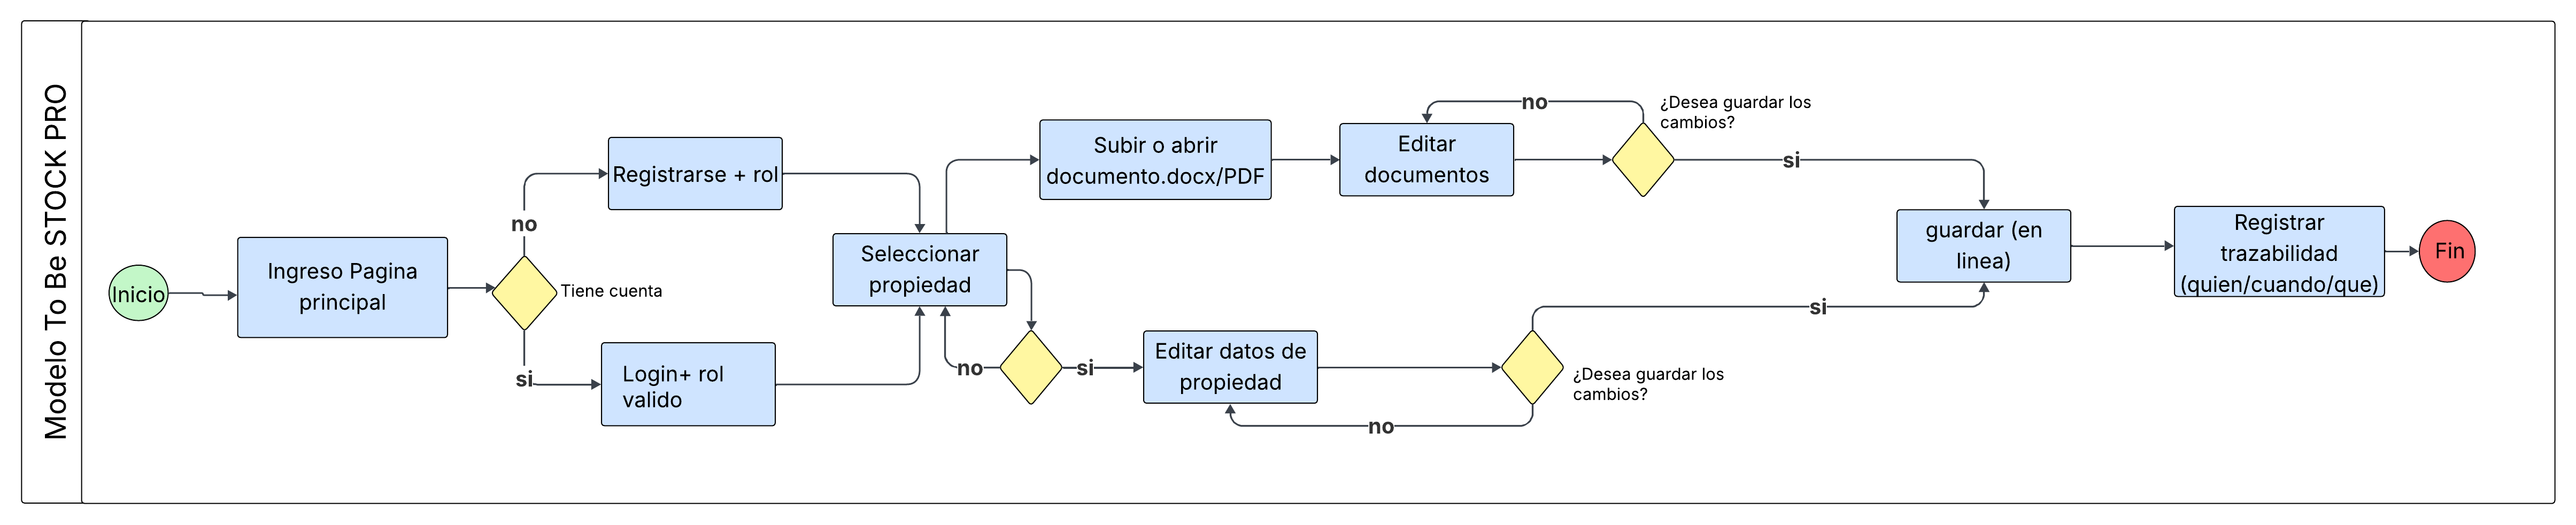 Modelo To Be STOCK PRO
Inicio
Ingreso Pagina
principal
Tiene cuenta
no
si
Registrarse + rol
Login+ rol
valido
Seleccionar
propiedad
no
si
Subir o abrir
documento.docx/PDF
Editar
documentos
no
¿Desea guardar los
cambios?
si
Editar datos de
propiedad
no
¿Desea guardar los
cambios?
si
guardar (en
linea)
Registrar
trazabilidad
(quien/cuando/que)
Fin